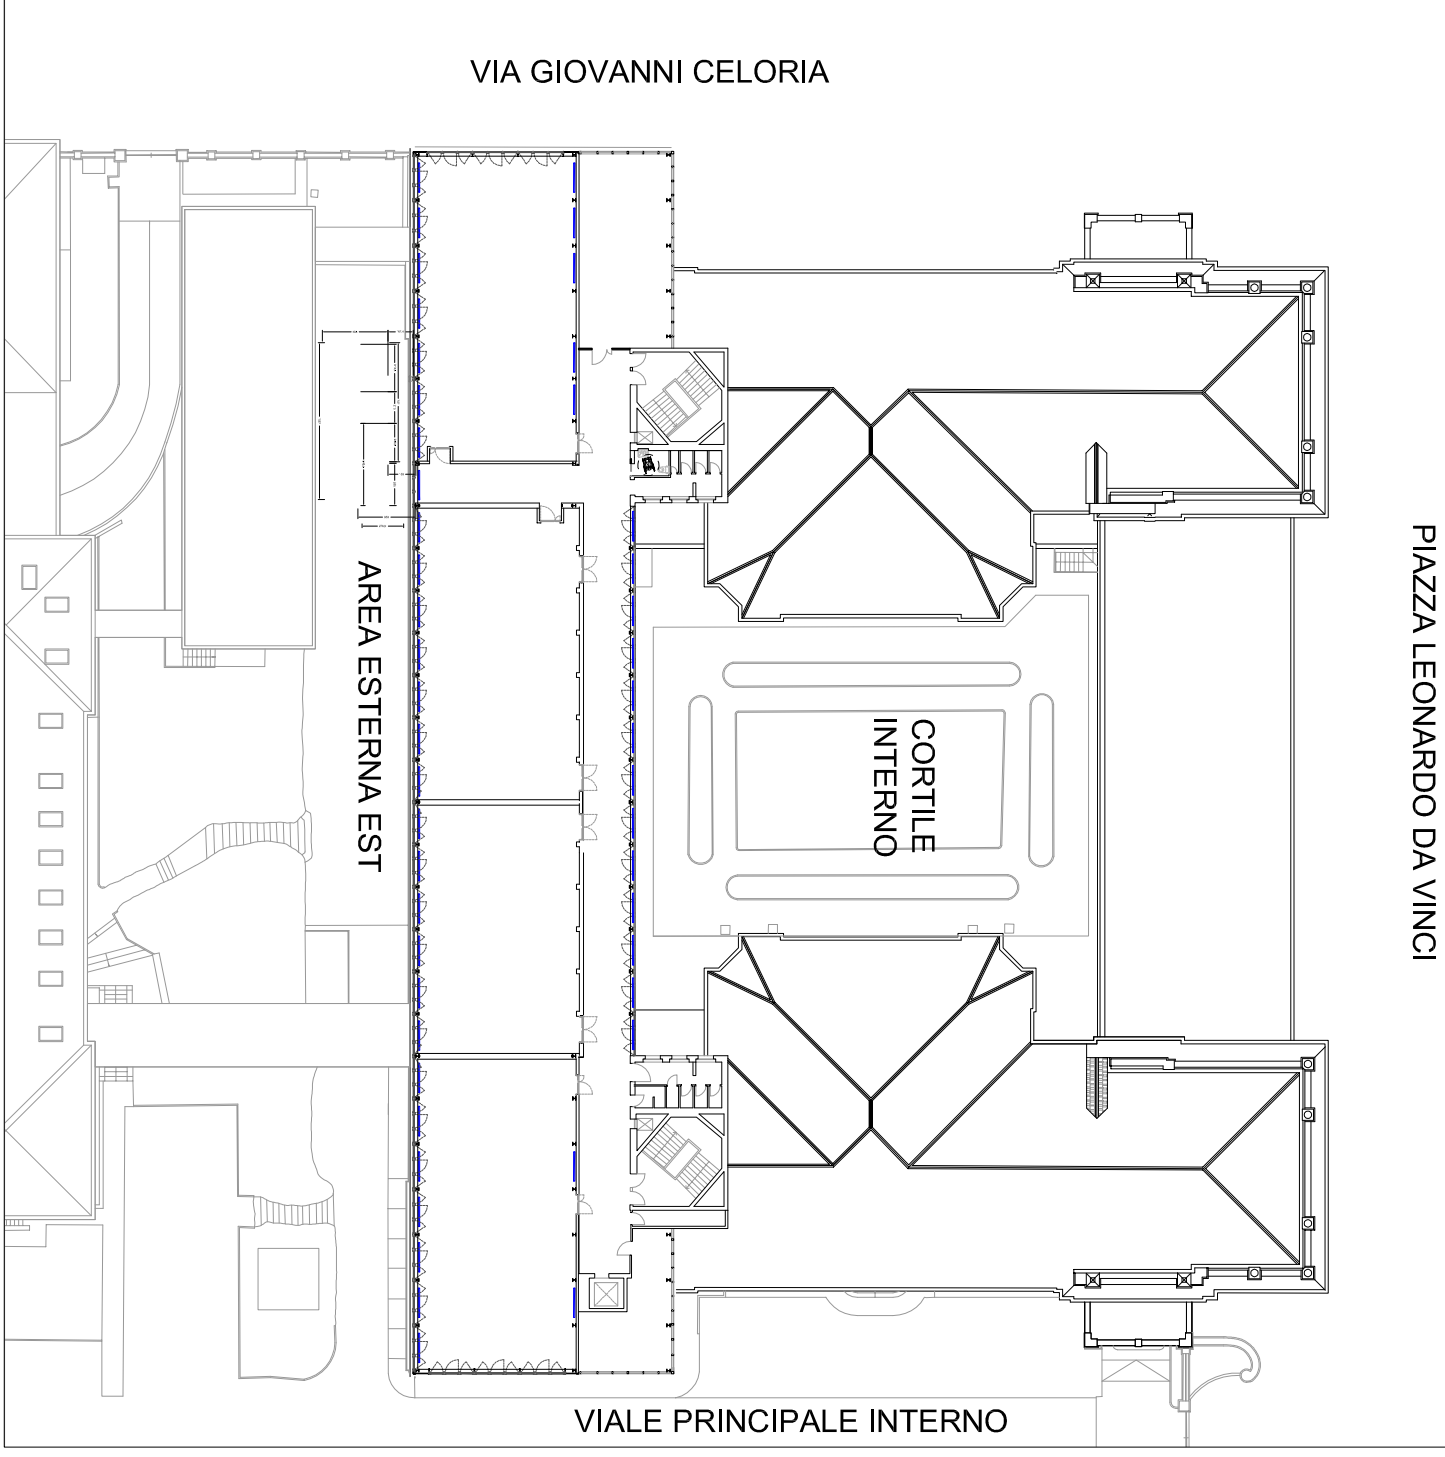 VIA GIOVANNI CELORIA
PIAZZA LEONARDO DA VINCI
AREA ESTERNA EST
CORTILE
INTERNO
VIALE PRINCIPALE INTERNO